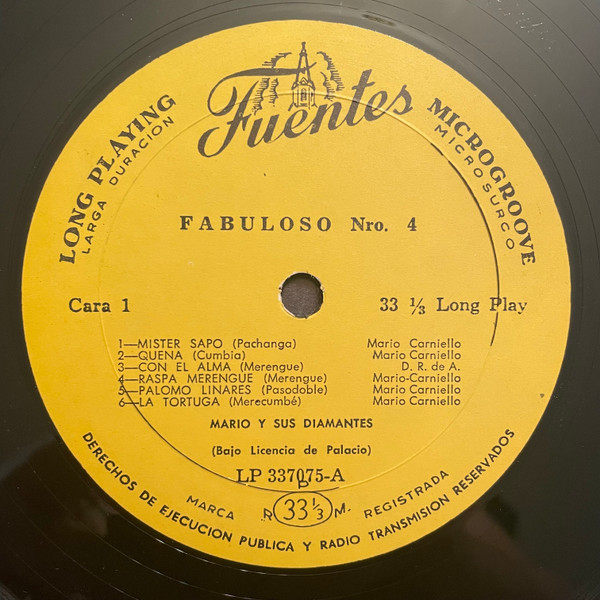 Fuentes
LONG PLAYING
LARGA DURACION
MICROGROOVE
MICROSURCO
FABULOSO Nro. 4
Cara 1
33 ⅓ Long Play
1—MISTER SAPO (Pachanga) Mario Carniello
2—QUENA (Cumbia) Mario Carniello
3—CON EL ALMA (Merengue) D. R. de A.
4—RASPA MERENGUE (Merengue) Mario-Carniello
5—PALOMO LINARES (Pasodoble) Mario Carniello
6—LA TORTUGA (Merecumbé) Mario Carniello
MARIO Y SUS DIAMANTES
(Bajo Licencia de Palacio)
LP 337075-A
P
MARCA R. 33⅓ M. REGISTRADA
DERECHOS DE EJECUCION PUBLICA Y RADIO TRANSMISION RESERVADOS